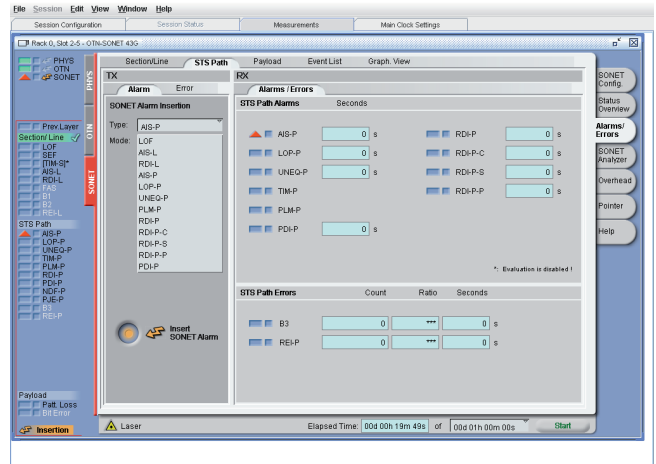 File Session Edit View Window Help
Session Configuration Session Status Measurements Main Clock Settings
Rack 0, Slot 2-5 - OTN-SONET 43G
PHYS
OTN
SONET
Prev.Layer
Section/ Line
LOF
SEF
[TIM-S]*
AIS-L
RDI-L
FAS
B1
B2
REI-L
STS Path
AIS-P
LOP-P
UNEQ-P
TIM-P
PLM-P
RDI-P
PDI-P
NDF-P
PJE-P
B3
REI-P
Payload
Patt. Loss
Bit Error
Insertion
PHYS
OTN
SONET
Section/Line STS Path Payload Event List Graph. View
TX
Alarm Error
SONET Alarm Insertion
Type: AIS-P
Mode: LOF
AIS-L
RDI-L
AIS-P
LOP-P
UNEQ-P
PLM-P
RDI-P
RDI-P-C
RDI-P-S
RDI-P-P
PDI-P
Insert
SONET Alarm
RX
Alarms / Errors
STS Path Alarms Seconds
AIS-P 0 s RDI-P 0 s
LOP-P 0 s RDI-P-C 0 s
UNEQ-P 0 s RDI-P-S 0 s
TIM-P RDI-P-P 0 s
PLM-P
PDI-P 0 s
*: Evaluation is disabled !
STS Path Errors Count Ratio Seconds
B3 0 *** 0 s
REI-P 0 *** 0 s
SONET
Config.
Status
Overview
Alarms/
Errors
SONET
Analyzer
Overhead
Pointer
Help
Laser Elapsed Time: 00d 00h 19m 49s of 00d 01h 00m 00s Start